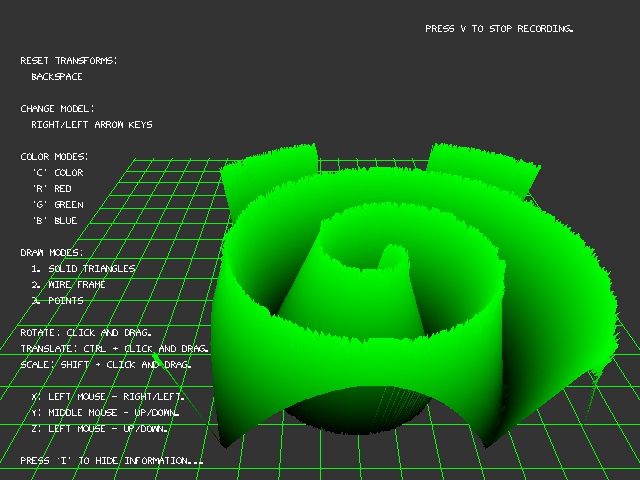 PRESS V TO STOP RECORDING.
RESET TRANSFORMS:
BACKSPACE
CHANGE MODEL:
RIGHT/LEFT ARROW KEYS
COLOR MODES:
'C' COLOR
'R' RED
'G' GREEN
'B' BLUE
DRAW MODES:
1. SOLID TRIANGLES
2. WIRE FRAME
3. POINTS
ROTATE: CLICK AND DRAG.
TRANSLATE: CTRL + CLICK AND DRAG.
SCALE: SHIFT + CLICK AND DRAG.
X: LEFT MOUSE - RIGHT/LEFT.
Y: MIDDLE MOUSE - UP/DOWN.
Z: LEFT MOUSE - UP/DOWN.
PRESS 'I' TO HIDE INFORMATION...